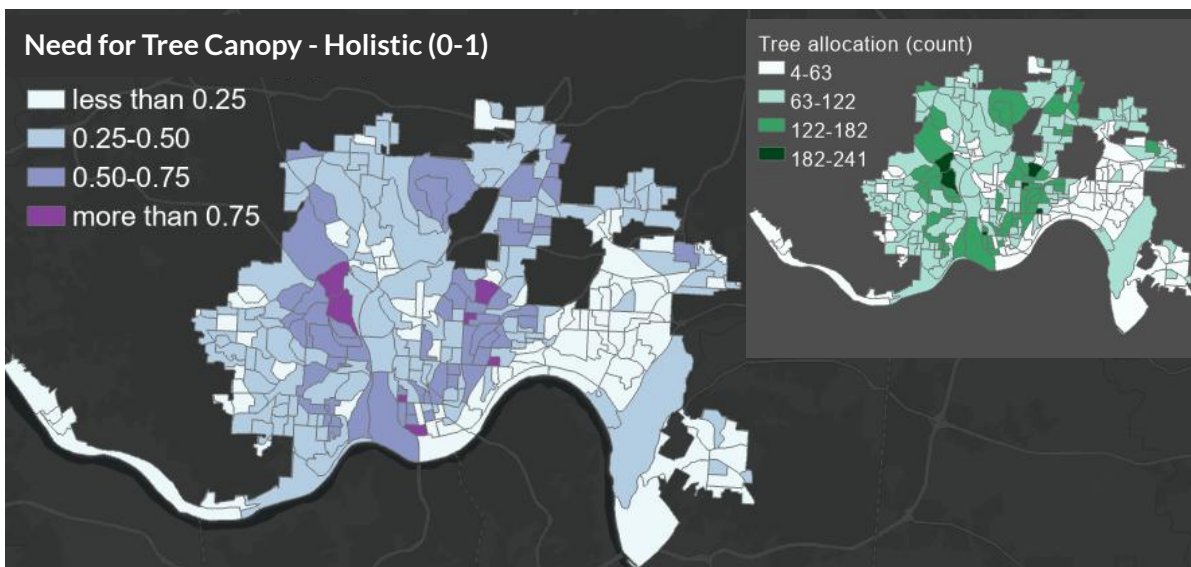 Need for Tree Canopy - Holistic (0-1)
less than 0.25
0.25-0.50
0.50-0.75
more than 0.75
Tree allocation (count)
4-63
63-122
122-182
182-241